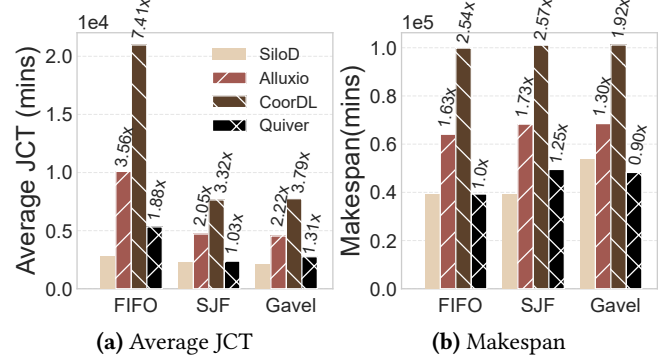 1e4
Average JCT (mins)
2.0
1.5
1.0
0.5
0.0
7.41x
3.56x
1.88x
2.05x
3.32x
1.03x
2.22x
3.79x
1.31x
SiloD
Alluxio
CoorDL
Quiver
FIFO SJF Gavel
(a) Average JCT
1e5
Makespan(mins)
1.0
0.8
0.6
0.4
0.2
0.0
1.63x
2.54x
1.0x
1.73x
2.57x
1.25x
1.30x
1.92x
0.90x
FIFO SJF Gavel
(b) Makespan